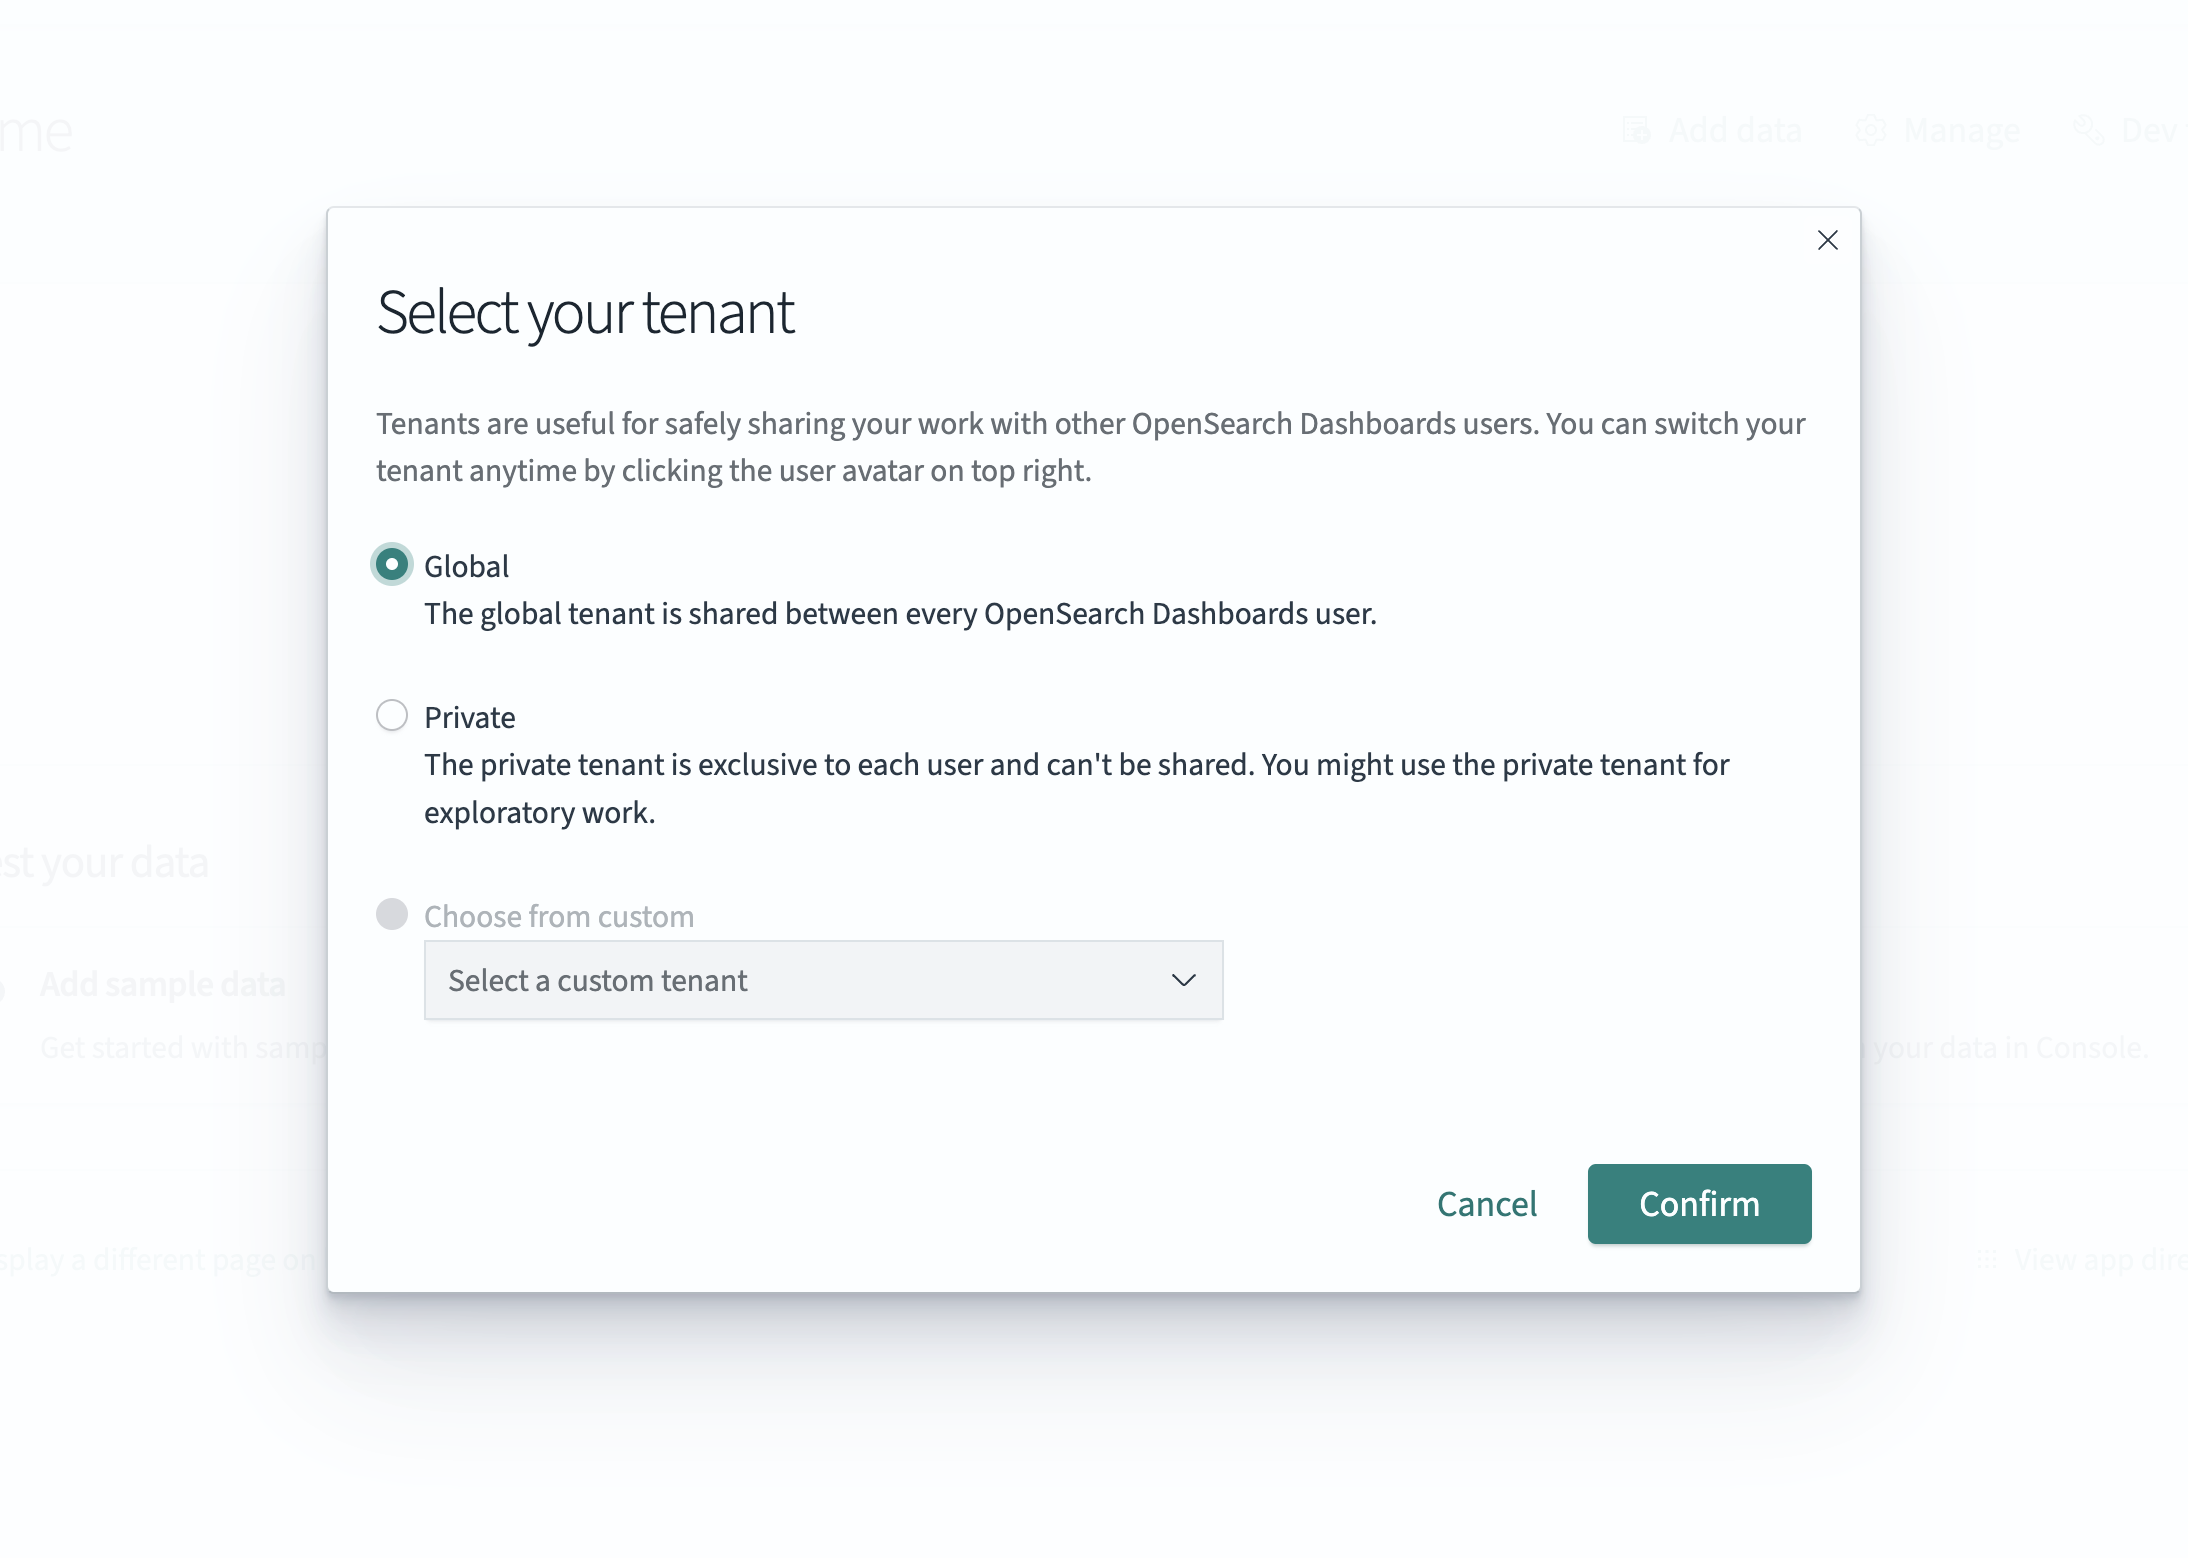 me
Add data
Manage
Dev
Select your tenant
Tenants are useful for safely sharing your work with other OpenSearch Dashboards users. You can switch your
tenant anytime by clicking the user avatar on top right.
Global
The global tenant is shared between every OpenSearch Dashboards user.
Private
The private tenant is exclusive to each user and can't be shared. You might use the private tenant for
exploratory work.
est your data
Choose from custom
Select a custom tenant
Add sample data
Get started with samp
your data in Console.
Cancel
Confirm
splay a different page on
View app dire